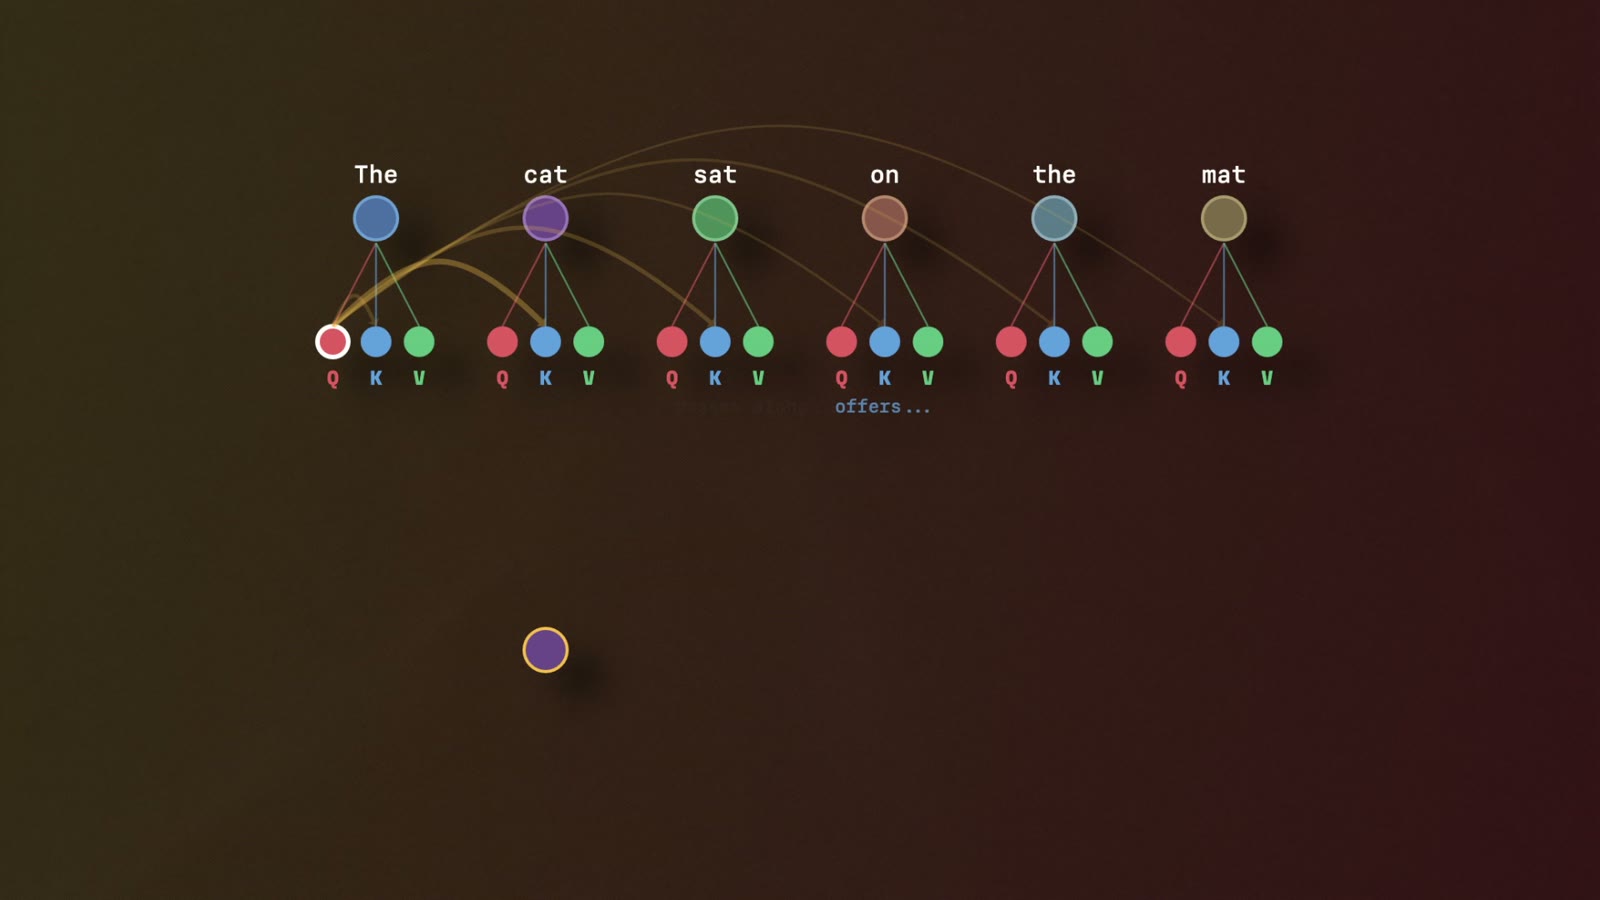 The cat sat on the mat
Q K V Q K V Q K V Q K V Q K V Q K V
offers...